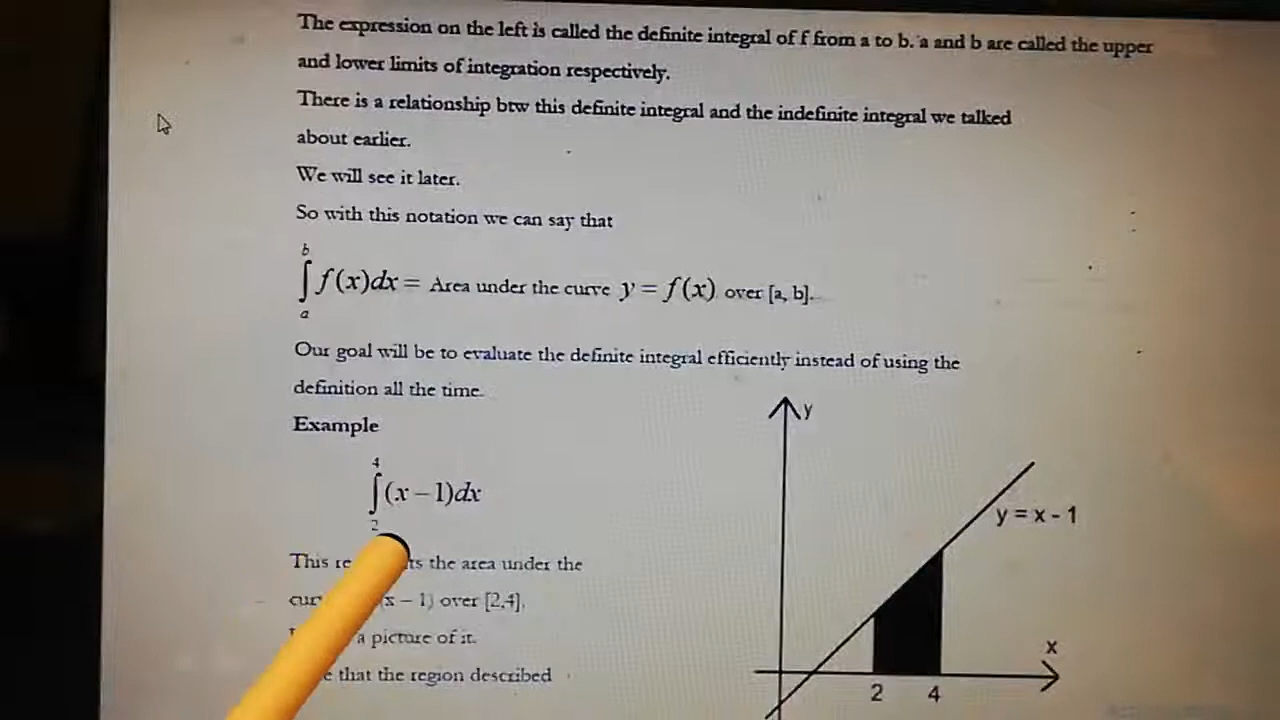 The expression on the left is called the definite integral of f from a to b. a and b are called the upper
and lower limits of integration respectively.
There is a relationship btw this definite integral and the indefinite integral we talked
about earlier.
We will see it later.
So with this notation we can say that
∫ₐᵇ f(x)dx = Area under the curve y = f(x) over [a, b].
Our goal will be to evaluate the definite integral efficiently instead of using the
definition all the time.
Example
∫₂⁴ (x – 1)dx
This the area under the
x – 1) over [2,4].
a picture of it.
that the region described
y
y = x - 1
x
2 4